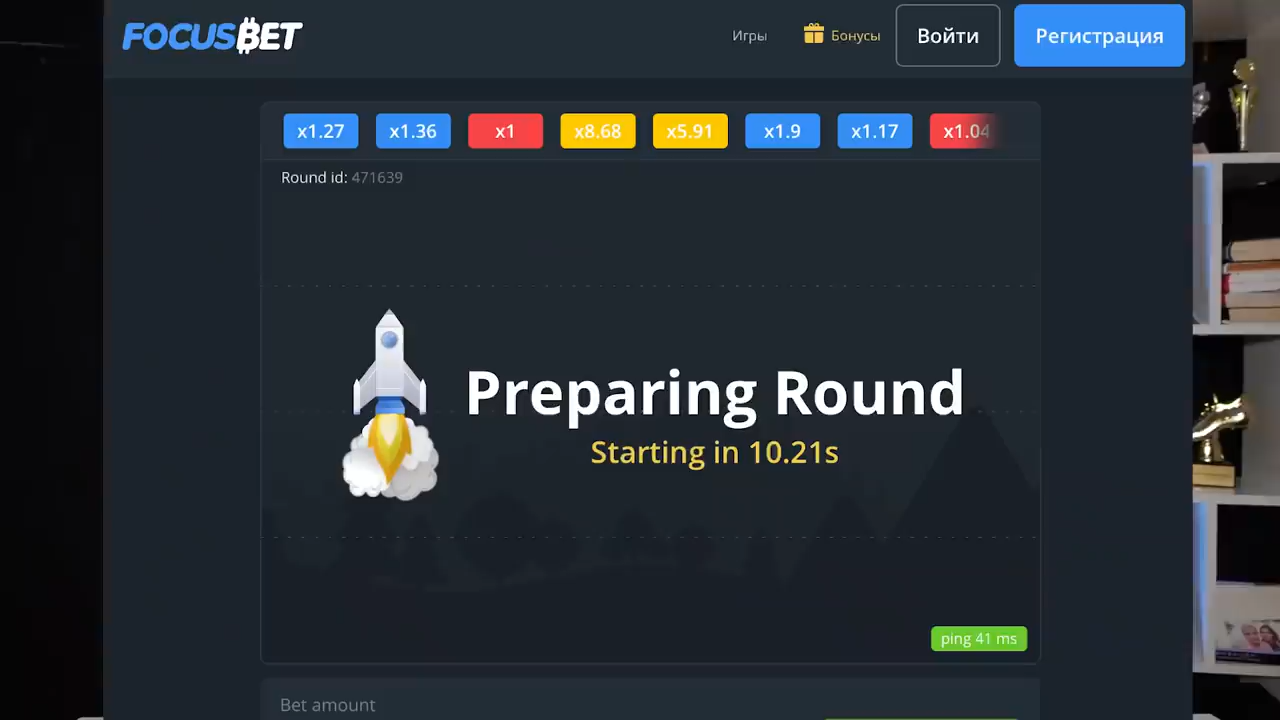 FOCUSBET
Игры
Бонусы
Войти
Регистрация
x1.27 x1.36 x1 x8.68 x5.91 x1.9 x1.17 x1.04
Round id: 471639
Preparing Round
Starting in 10.21s
ping 41 ms
Bet amount